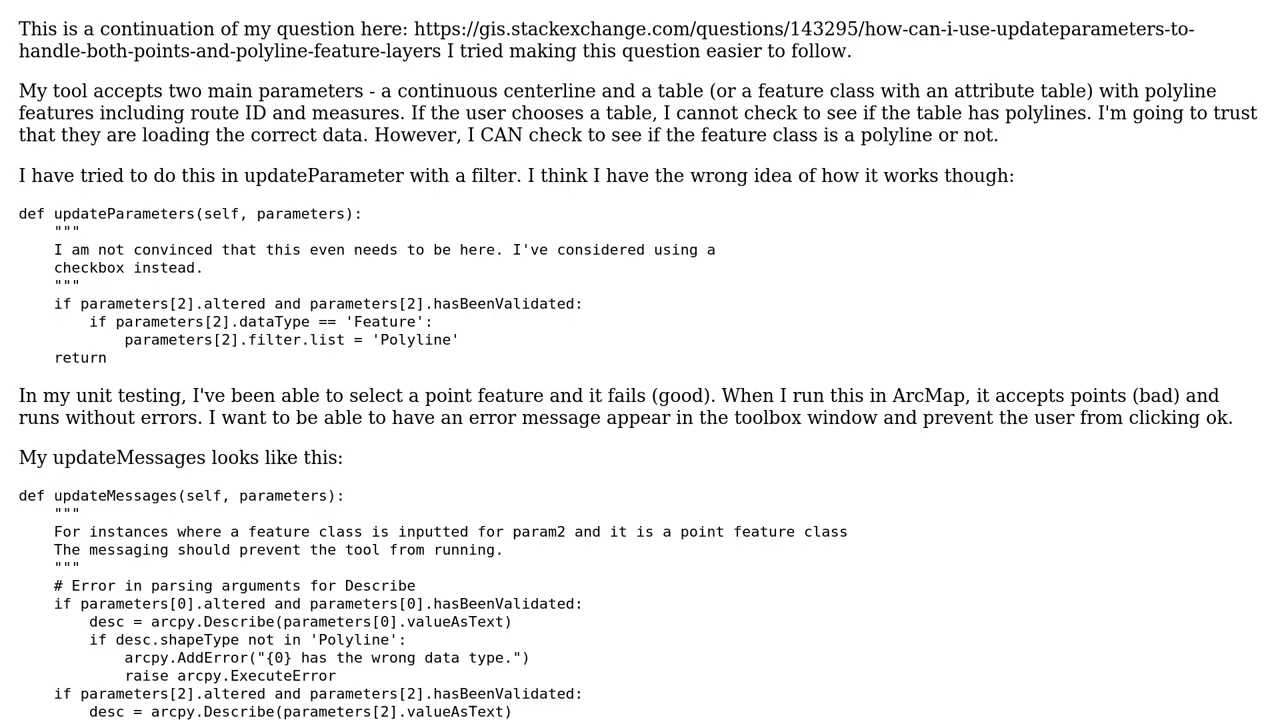 This is a continuation of my question here: https://gis.stackexchange.com/questions/143295/how-can-i-use-updateparameters-to-
handle-both-points-and-polyline-feature-layers I tried making this question easier to follow.
My tool accepts two main parameters - a continuous centerline and a table (or a feature class with an attribute table) with polyline
features including route ID and measures. If the user chooses a table, I cannot check to see if the table has polylines. I'm going to trust
that they are loading the correct data. However, I CAN check to see if the feature class is a polyline or not.
I have tried to do this in updateParameter with a filter. I think I have the wrong idea of how it works though:
def updateParameters(self, parameters):
    """
    I am not convinced that this even needs to be here. I've considered using a
    checkbox instead.
    """
    if parameters[2].altered and parameters[2].hasBeenValidated:
        if parameters[2].dataType == 'Feature':
            parameters[2].filter.list = 'Polyline'
    return
In my unit testing, I've been able to select a point feature and it fails (good). When I run this in ArcMap, it accepts points (bad) and
runs without errors. I want to be able to have an error message appear in the toolbox window and prevent the user from clicking ok.
My updateMessages looks like this:
def updateMessages(self, parameters):
    """
    For instances where a feature class is inputted for param2 and it is a point feature class
    The messaging should prevent the tool from running.
    """
    # Error in parsing arguments for Describe
    if parameters[0].altered and parameters[0].hasBeenValidated:
        desc = arcpy.Describe(parameters[0].valueAsText)
        if desc.shapeType not in 'Polyline':
            arcpy.AddError("{0} has the wrong data type.")
            raise arcpy.ExecuteError
    if parameters[2].altered and parameters[2].hasBeenValidated:
        desc = arcpy.Describe(parameters[2].valueAsText)